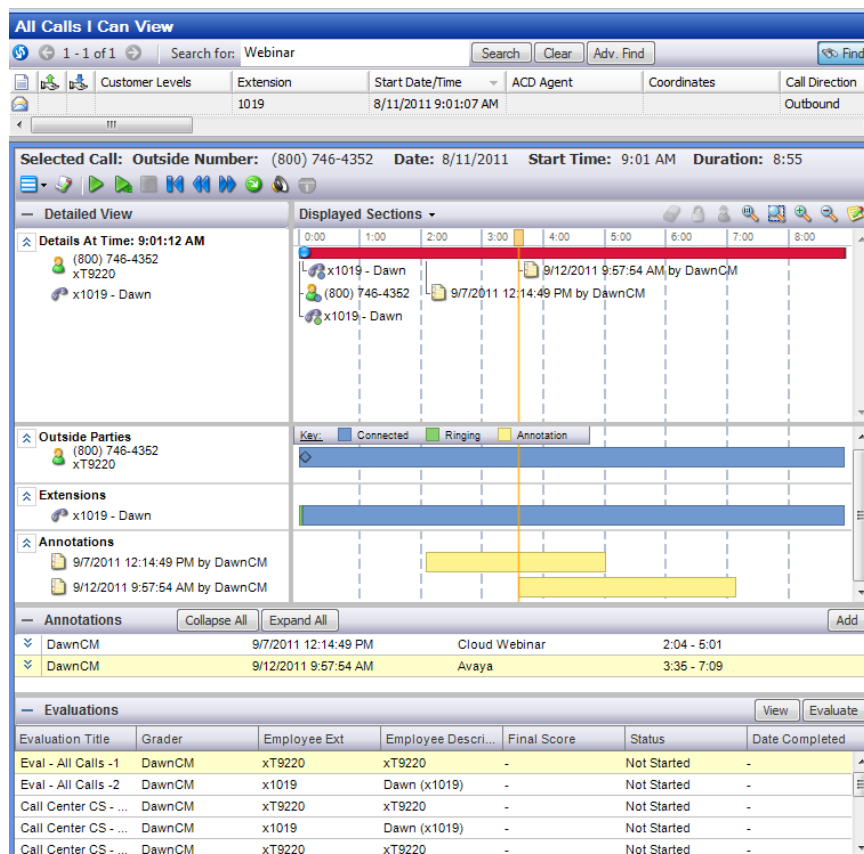 All Calls I Can View
1 - 1 of 1 Search for: Webinar Search Clear Adv. Find Find
Customer Levels Extension Start Date/Time ACD Agent Coordinates Call Direction
1019 8/11/2011 9:01:07 AM Outbound
Selected Call: Outside Number: (800) 746-4352 Date: 8/11/2011 Start Time: 9:01 AM Duration: 8:55
Detailed View Displayed Sections
Details At Time: 9:01:12 AM 0:00 1:00 2:00 3:00 4:00 5:00 6:00 7:00 8:00
(800) 746-4352
xT9220
x1019 - Dawn
x1019 - Dawn 9/12/2011 9:57:54 AM by DawnCM
(800) 746-4352 9/7/2011 12:14:49 PM by DawnCM
x1019 - Dawn
Outside Parties Key: Connected Ringing Annotation
(800) 746-4352
xT9220
Extensions
x1019 - Dawn
Annotations
9/7/2011 12:14:49 PM by DawnCM
9/12/2011 9:57:54 AM by DawnCM
Annotations Collapse All Expand All Add
DawnCM 9/7/2011 12:14:49 PM Cloud Webinar 2:04 - 5:01
DawnCM 9/12/2011 9:57:54 AM Avaya 3:35 - 7:09
Evaluations View Evaluate
Evaluation Title Grader Employee Ext Employee Descri... Final Score Status Date Completed
Eval - All Calls -1 DawnCM xT9220 xT9220 - Not Started -
Eval - All Calls -2 DawnCM x1019 Dawn (x1019) - Not Started -
Call Center CS - ... DawnCM xT9220 xT9220 - Not Started -
Call Center CS - ... DawnCM x1019 Dawn (x1019) - Not Started -
Call Center CS - ... DawnCM xT9220 xT9220 - Not Started -